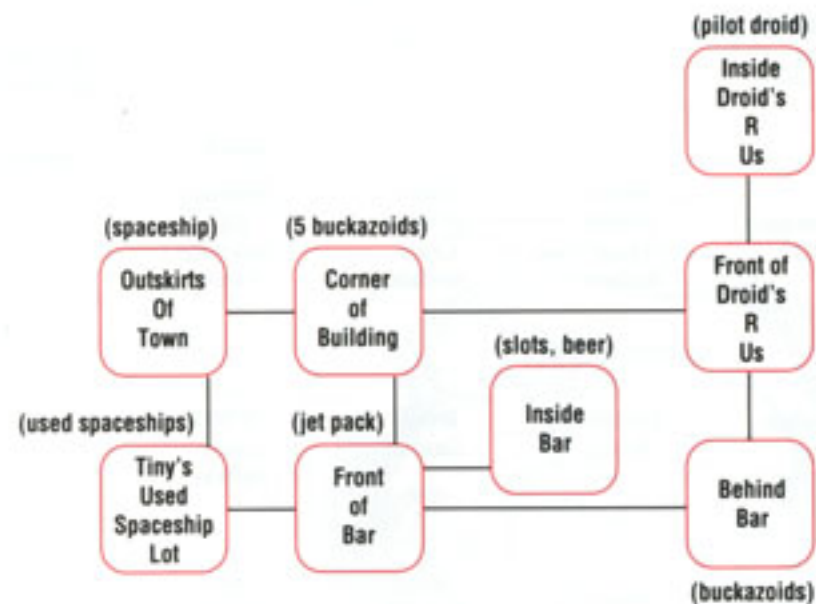 (pilot droid)
Inside
Droid's
R
Us
(spaceship)
(5 buckazoids)
Outskirts
Of
Town
Corner
of
Building
Front of
Droid's
R
Us
(slots, beer)
Inside
Bar
(used spaceships)
(jet pack)
Tiny's
Used
Spaceship
Lot
Front
of
Bar
Behind
Bar
(buckazoids)